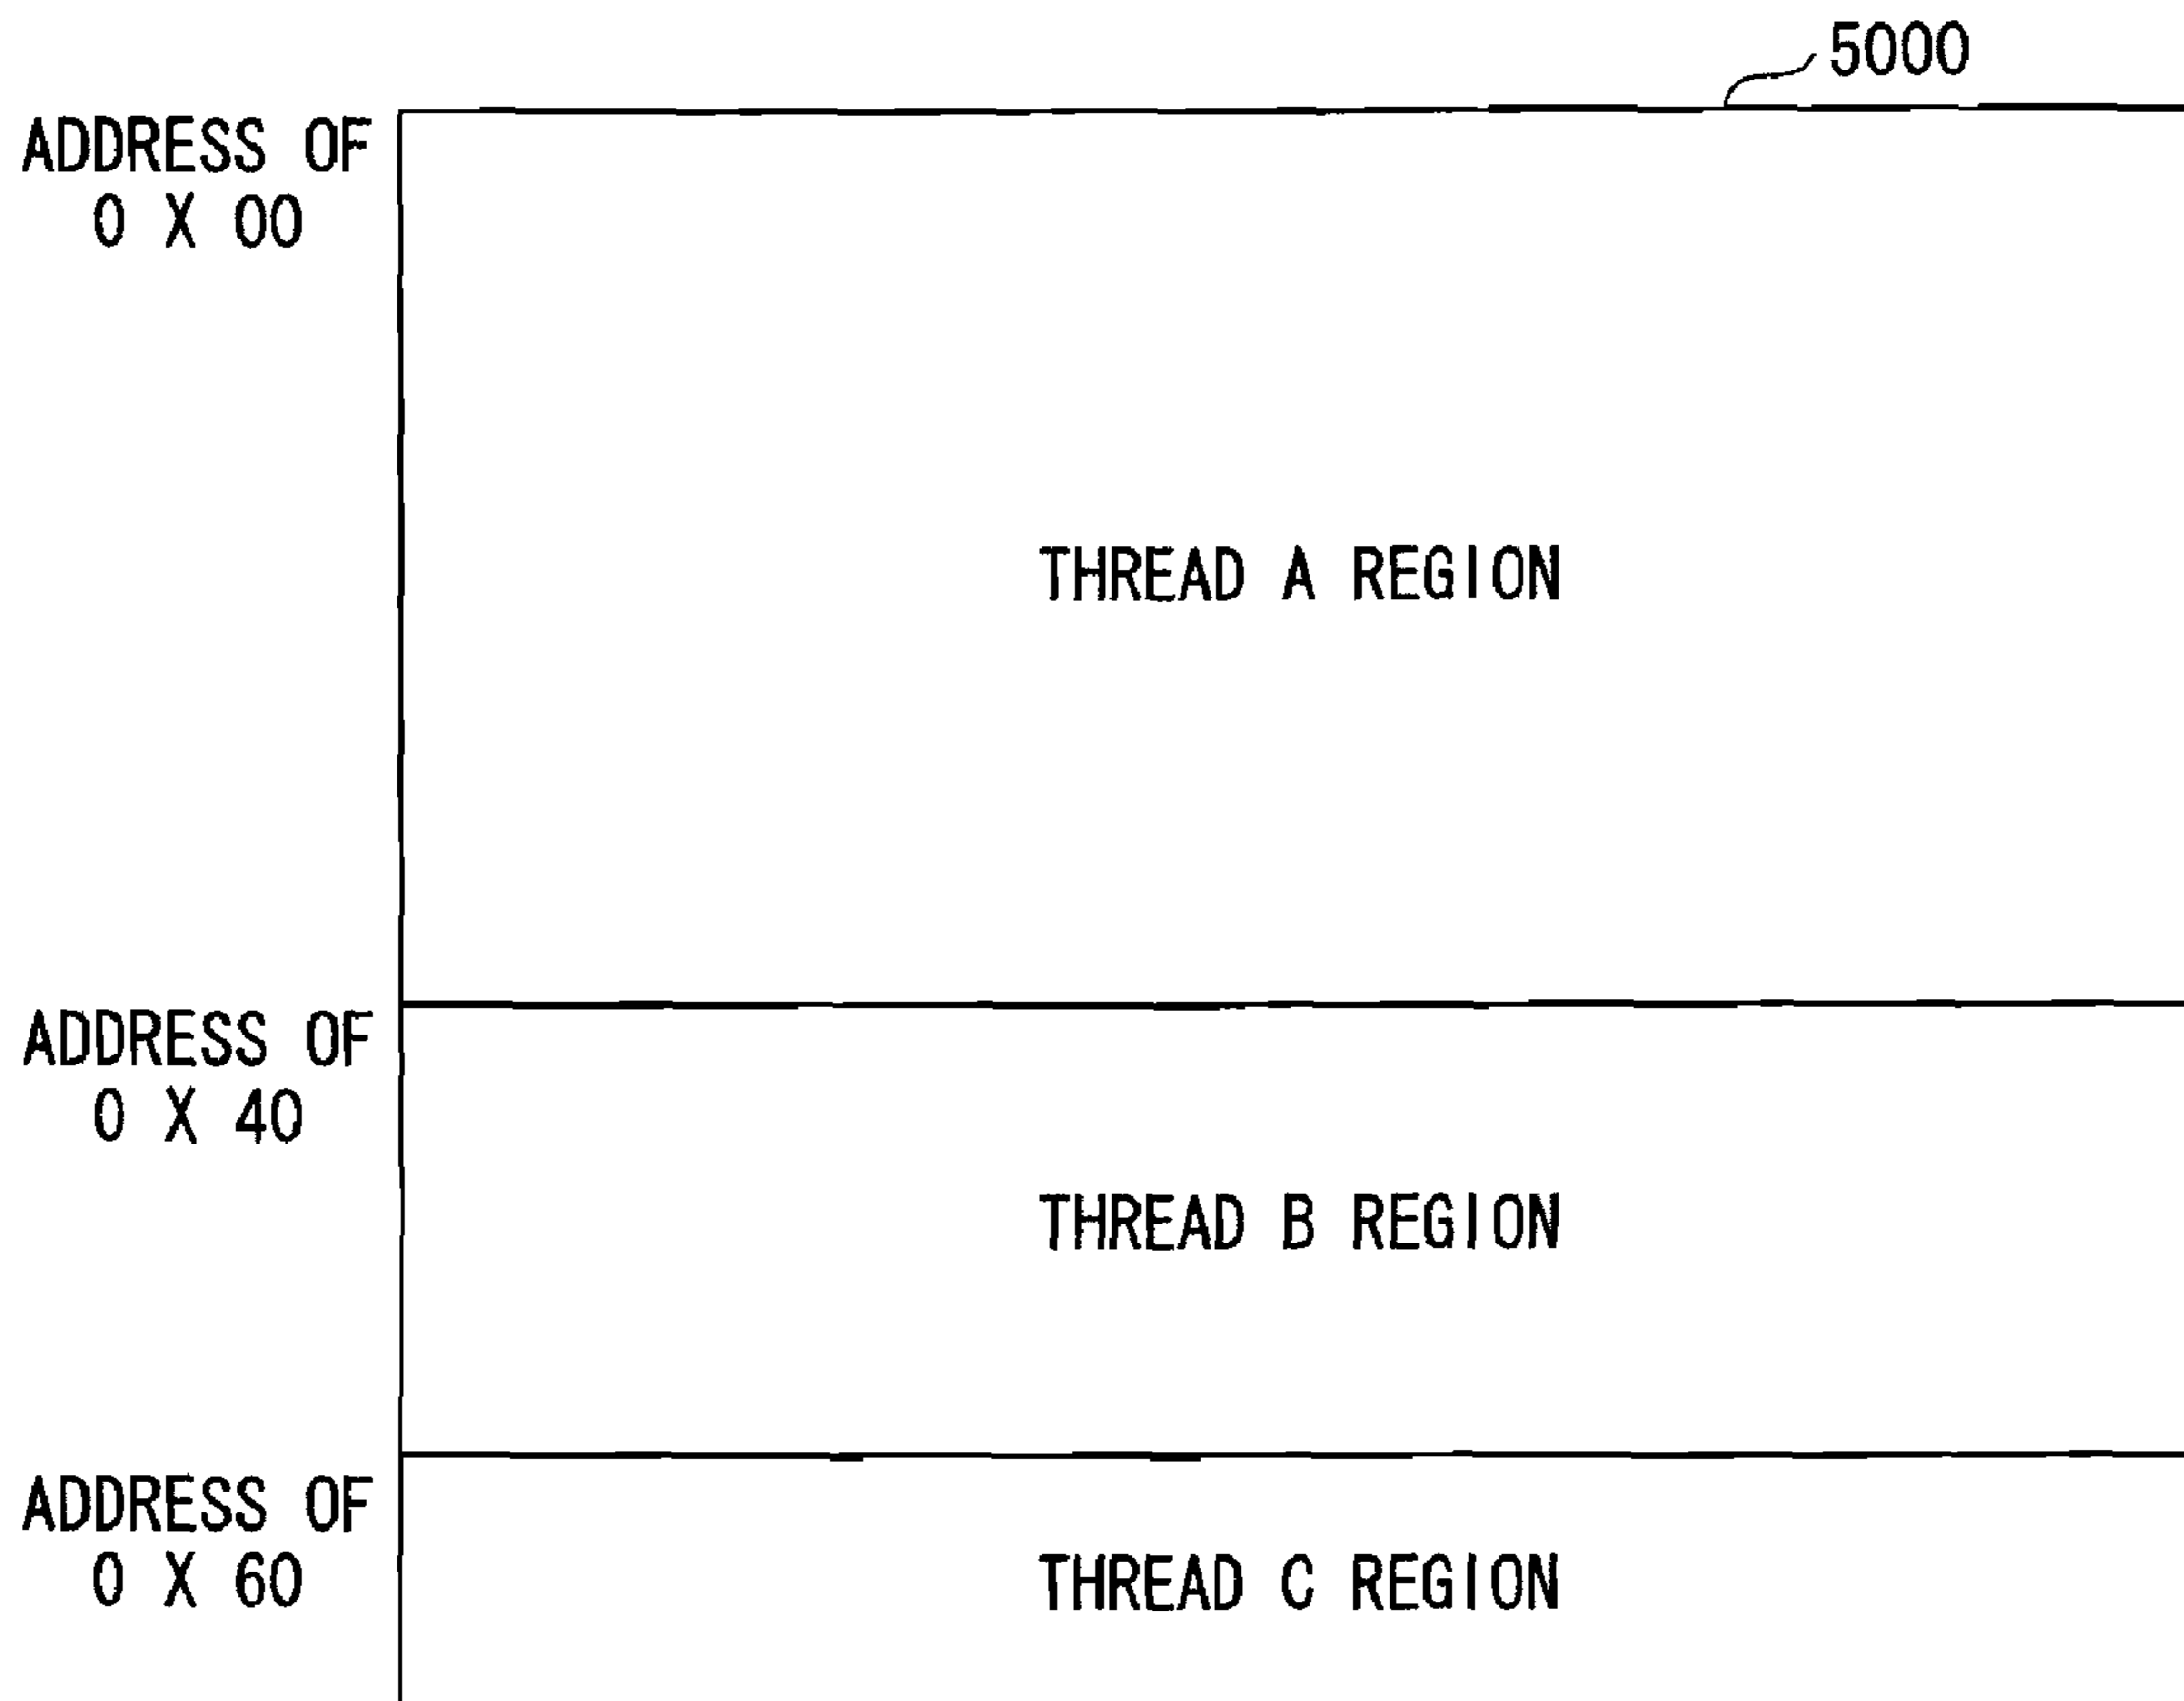 5000
ADDRESS OF
0 X 00
THREAD A REGION
ADDRESS OF
0 X 40
THREAD B REGION
ADDRESS OF
0 X 60
THREAD C REGION